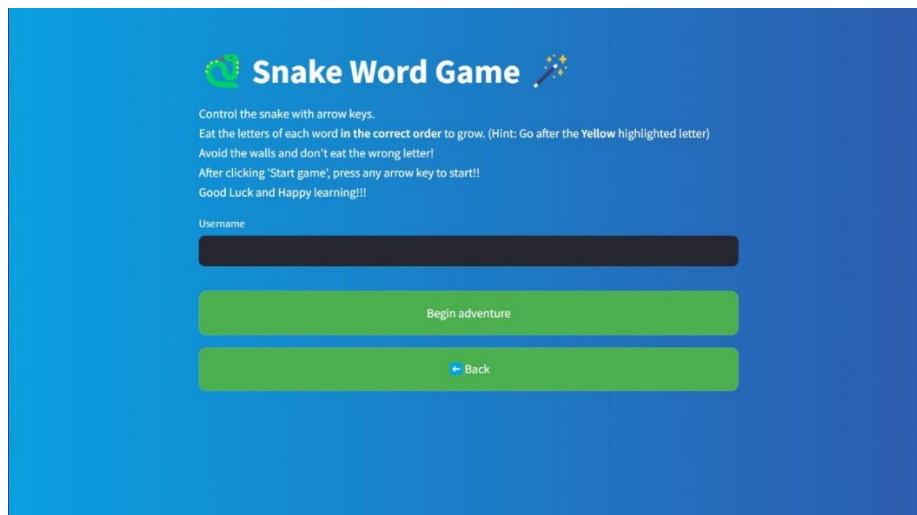 Snake Word Game
Control the snake with arrow keys.
Eat the letters of each word in the correct order to grow. (Hint: Go after the Yellow highlighted letter)
Avoid the walls and don't eat the wrong letter!
After clicking 'Start game', press any arrow key to start!!
Good Luck and Happy learning!!!
Username
Begin adventure
Back